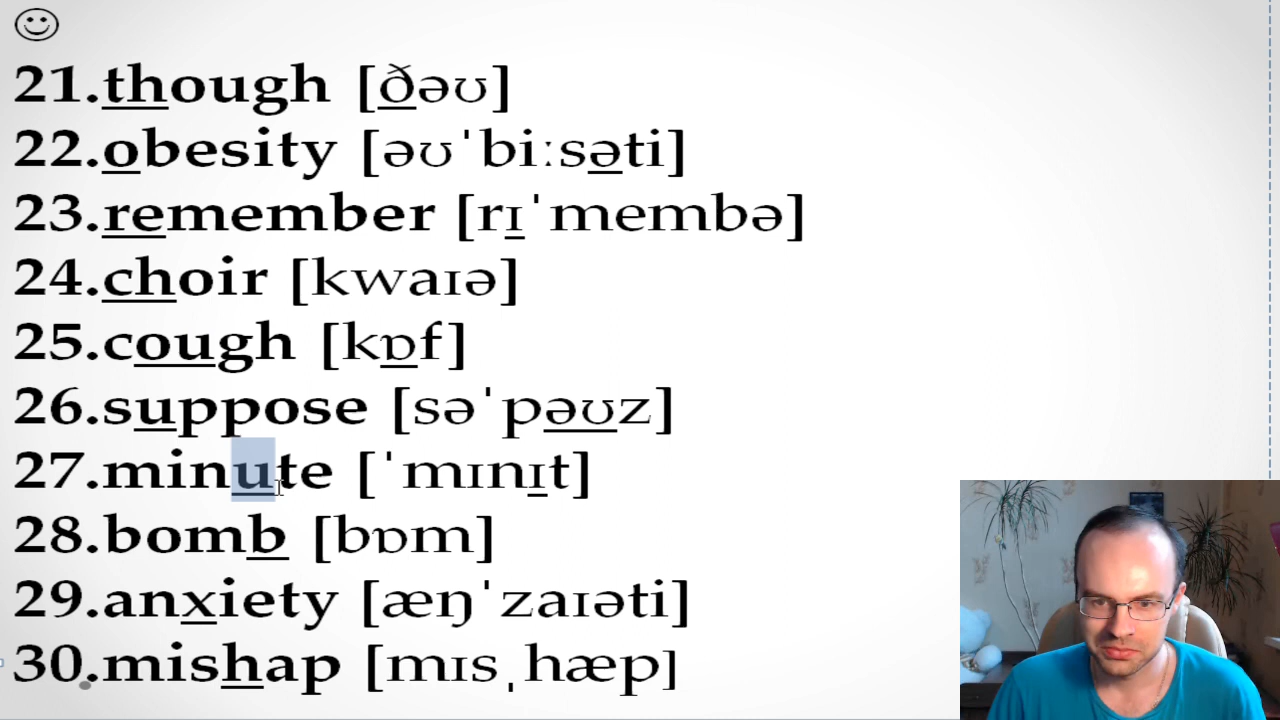 21.though [ðəʊ]
22.obesity [əʊˈbiːsəti]
23.remember [rɪˈmembə]
24.choir [kwaɪə]
25.cough [kɒf]
26.suppose [səˈpəʊz]
27.minute [ˈmɪnɪt]
28.bomb [bɒm]
29.anxiety [æŋˈzaɪəti]
30.mishap [mɪsˌhæp]